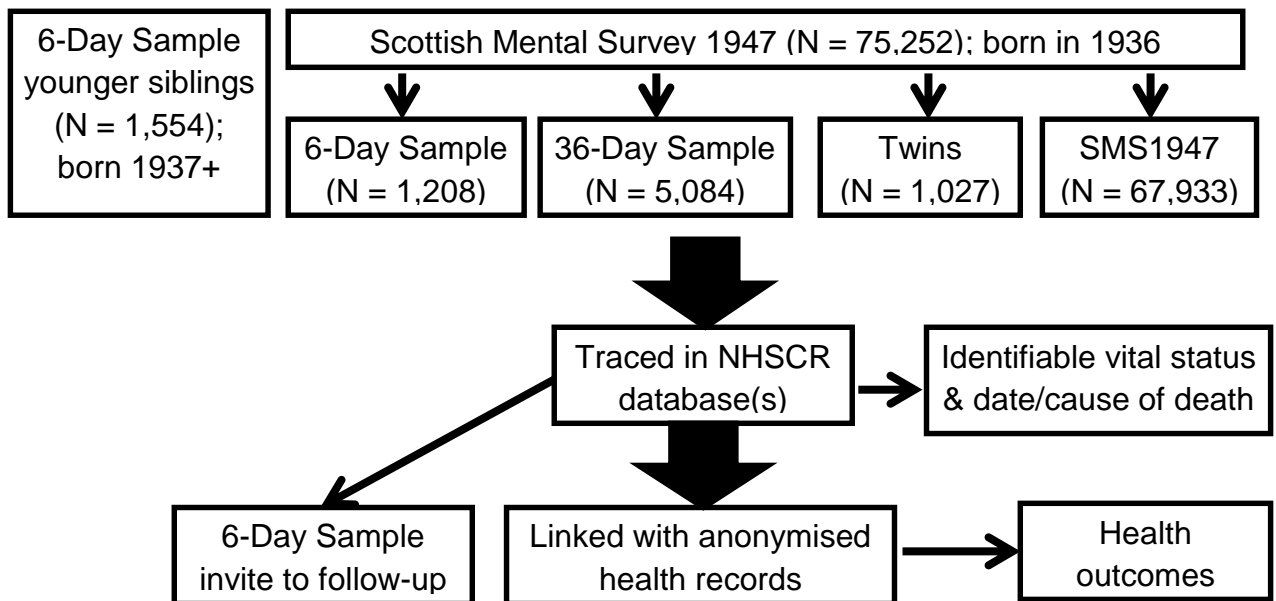 6-Day Sample
younger siblings
(N = 1,554);
born 1937+
Scottish Mental Survey 1947 (N = 75,252); born in 1936
6-Day Sample
(N = 1,208)
36-Day Sample
(N = 5,084)
Twins
(N = 1,027)
SMS1947
(N = 67,933)
Traced in NHSCR
database(s)
Identifiable vital status
& date/cause of death
6-Day Sample
invite to follow-up
Linked with anonymised
health records
Health
outcomes